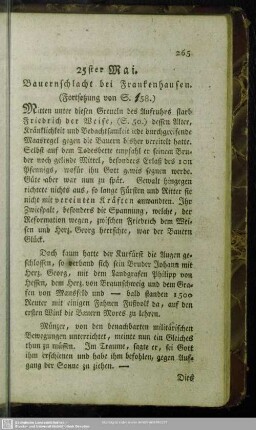 265
25ster Mai.
Bauernschlacht bei Frankenhausen.
(Fortsetzung von S. 158.)
Mitten unter diesen Greueln des Aufruhrs starb
Friedrich der Weise, (S. 50.) dessen Alter,
Kränklichkeit und Bedachtsamkeit iede durchgreifende
Maasregel gegen die Bauern bisher vereitelt hatte.
Selbst auf dem Todesbette empfahl er seinem Bru-
der noch gelinde Mittel, besonders Erlaß des 10n
Pfennigs, wofür ihn Gott gewis seegnen werde.
Güte aber war nun zu spät. Gewalt hingegen
richtete nichts aus, so lange Fürsten und Ritter sie
nicht mit vereinten Kräften anwandten. Ihr
Zwiespalt, besonders die Spannung, welche, der
Reformation wegen, zwischen Friedrich dem Wei-
sen und Herz. Georg herrschte, war der Bauern
Glück.
Doch kaum hatte der Kurfürst die Augen ge-
schlossen, so verband sich sein Bruder Johann mit
Herz. Georg, mit dem Landgrafen Philipp von
Hessen, dem Herz. von Braunschweig und dem Gra-
fen von Mansfeld und — bald standen 1500
Reuter mit einigen Fähnen Fusvolk da, auf den
ersten Wink die Bauern Mores zu lehren.
Münzer, von den benachbarten militärischen
Bewegungen unterrichtet, meinte nun ein Gleiches
thun zu müssen. Im Traume, sagte er, sei Gott
ihm erschienen und habe ihm befohlen, gegen Auf-
gang der Sonne zu ziehen. —
Dies